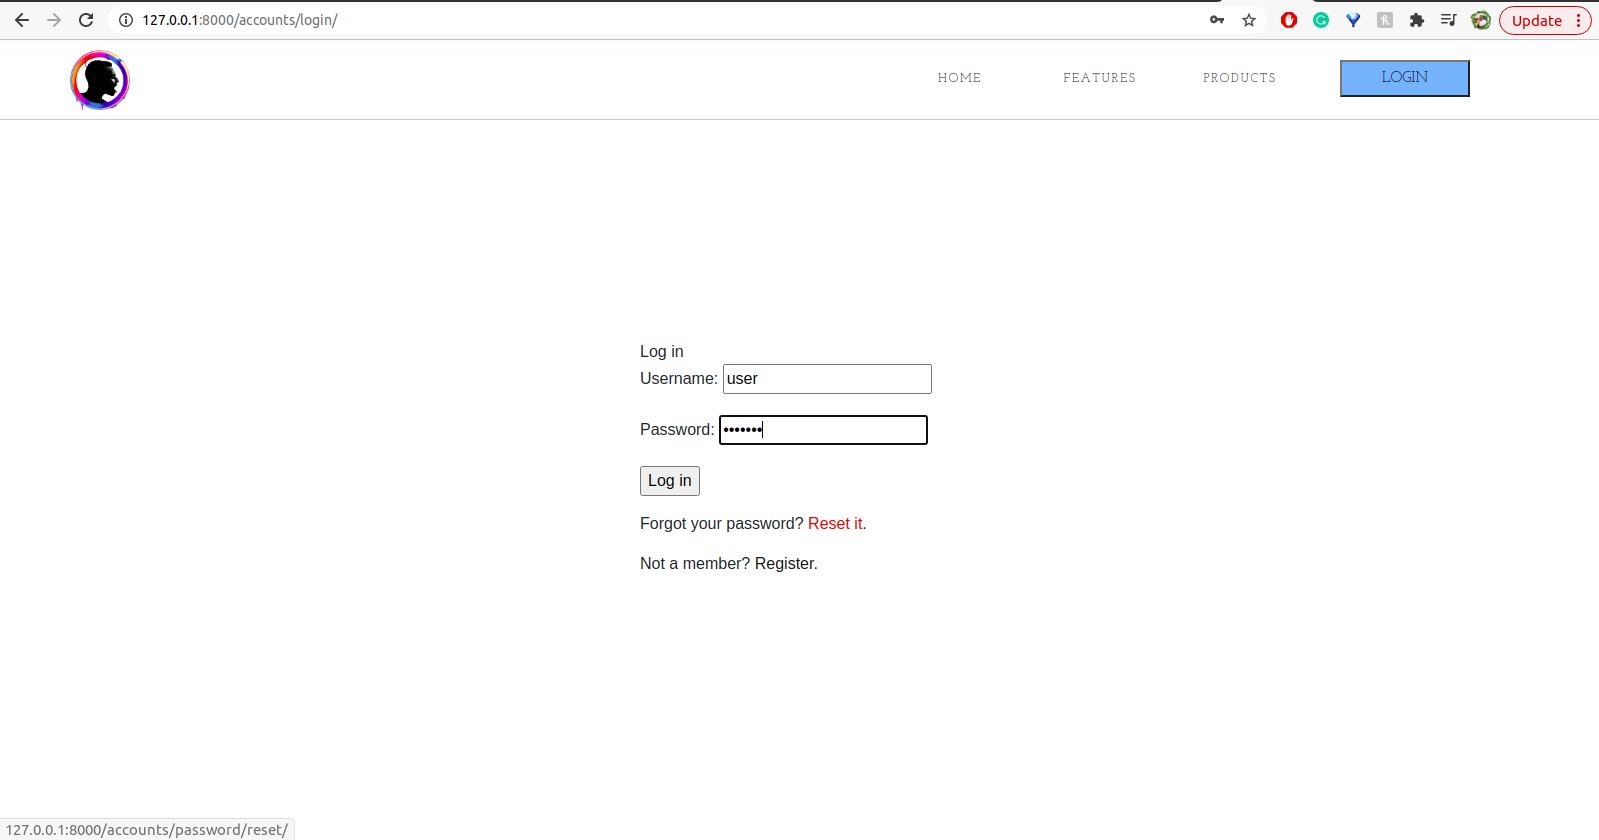 127.0.0.1:8000/accounts/login/
Update
HOME FEATURES PRODUCTS LOGIN
Log in
Username: user
Password: •••••••
Log in
Forgot your password? Reset it.
Not a member? Register.
127.0.0.1:8000/accounts/password/reset/